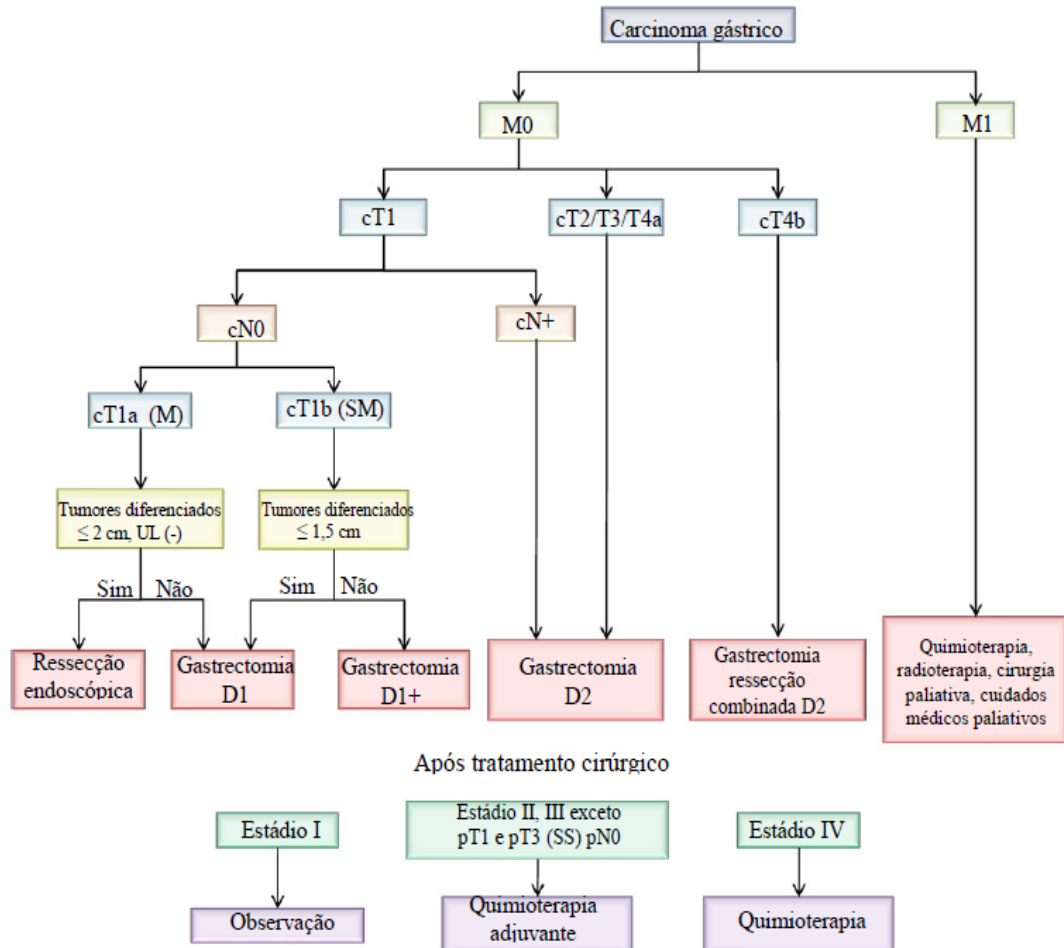 Carcinoma gástrico
M0
M1
cT1
cT2/T3/T4a
cT4b
cN0
cN+
cT1a (M)
cT1b (SM)
Tumores diferenciados
≤ 2 cm, UL (-)
Tumores diferenciados
≤ 1,5 cm
Sim
Não
Sim
Não
Ressecção
endoscópica
Gastrectomia
D1
Gastrectomia
D1+
Gastrectomia
D2
Gastrectomia
ressecção
combinada D2
Quimioterapia,
radioterapia, cirurgia
paliativa, cuidados
médicos paliativos
Após tratamento cirúrgico
Estádio I
Estádio II, III exceto
pT1 e pT3 (SS) pN0
Estádio IV
Observação
Quimioterapia
adjuvante
Quimioterapia